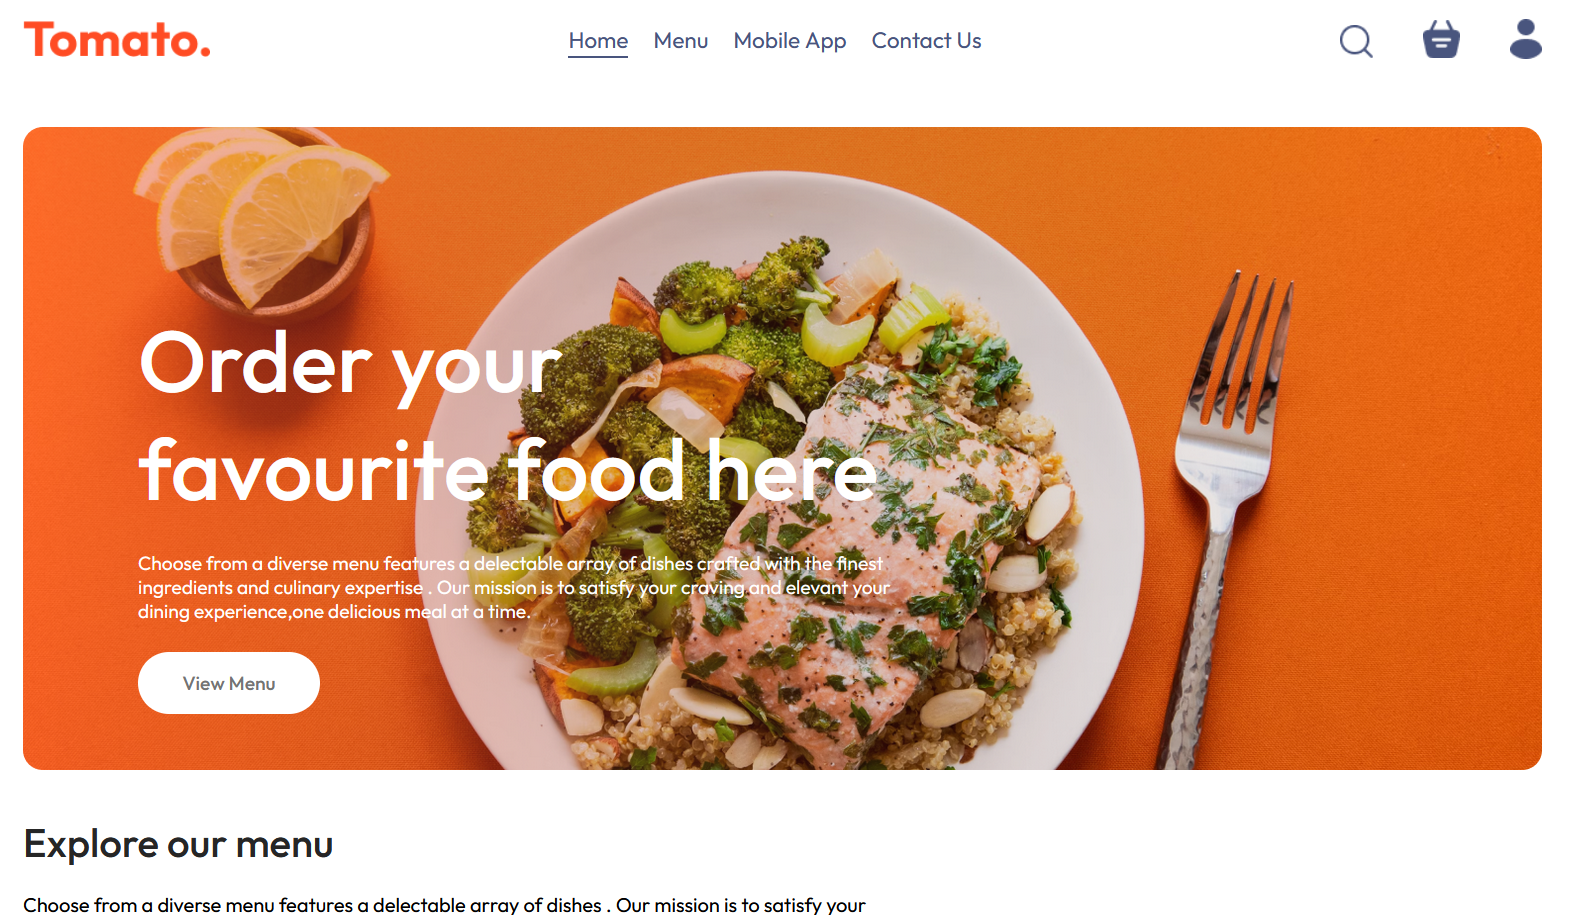 Tomato.
Home Menu Mobile App Contact Us
Order your
favourite food here
Choose from a diverse menu features a delectable array of dishes crafted with the finest
ingredients and culinary expertise . Our mission is to satisfy your craving and elevant your
dining experience,one delicious meal at a time.
View Menu
Explore our menu
Choose from a diverse menu features a delectable array of dishes . Our mission is to satisfy your